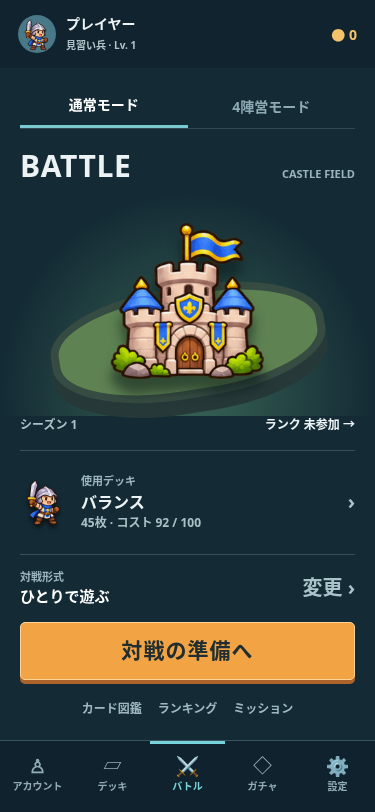 プレイヤー
見習い兵 · Lv. 1
0
通常モード
4陣営モード
BATTLE
CASTLE FIELD
シーズン 1
ランク 未参加 →
使用デッキ
バランス
45枚 · コスト 92 / 100
›
対戦形式
ひとりで遊ぶ
変更 ›
対戦の準備へ
カード図鑑 ランキング ミッション
アカウント
デッキ
バトル
ガチャ
設定